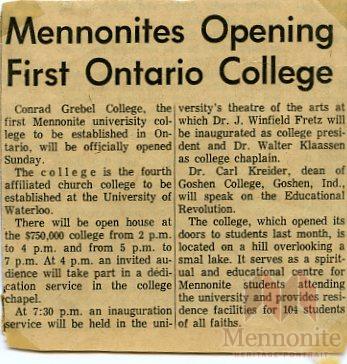 Mennonites Opening
First Ontario College
Conrad Grebel College, the
first Mennonite univerisity col-
lege to be established in On-
tario, will be officially opened
Sunday.
The college is the fourth
affiliated church college to be
established at the University of
Waterloo.
There will be open house at
the $750,000 college from 2 p.m.
to 4 p.m. and from 5 p.m. to
7 p.m. At 4 p.m. an invited au-
dience will take part in a dedi-
cation service in the college
chapel.
At 7:30 p.m. an inauguration
service will be held in the uni-
versity's theatre of the arts at
which Dr. J. Winfield Fretz will
be inaugurated as college presi-
dent and Dr. Walter Klaassen
as college chaplain.
Dr. Carl Kreider, dean of
Goshen College, Goshen, Ind.,
will speak on the Educational
Revolution.
The college, which opened its
doors to students last month, is
located on a hill overlooking a
smal lake. It serves as a spirit-
ual and educational centre for
Mennonite students attending
the university and provides resi-
dence facilities for 104 students
of all faiths.
Mennonite